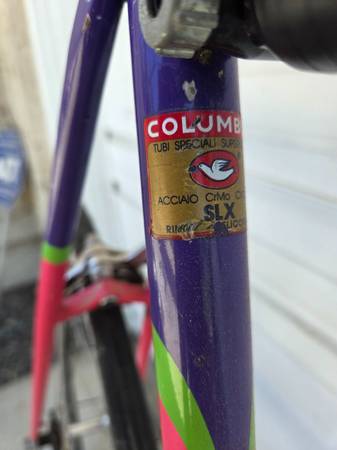 COLUMB
TUBI SPECIALI SUPER
ACCIAIO CrMo
SLX